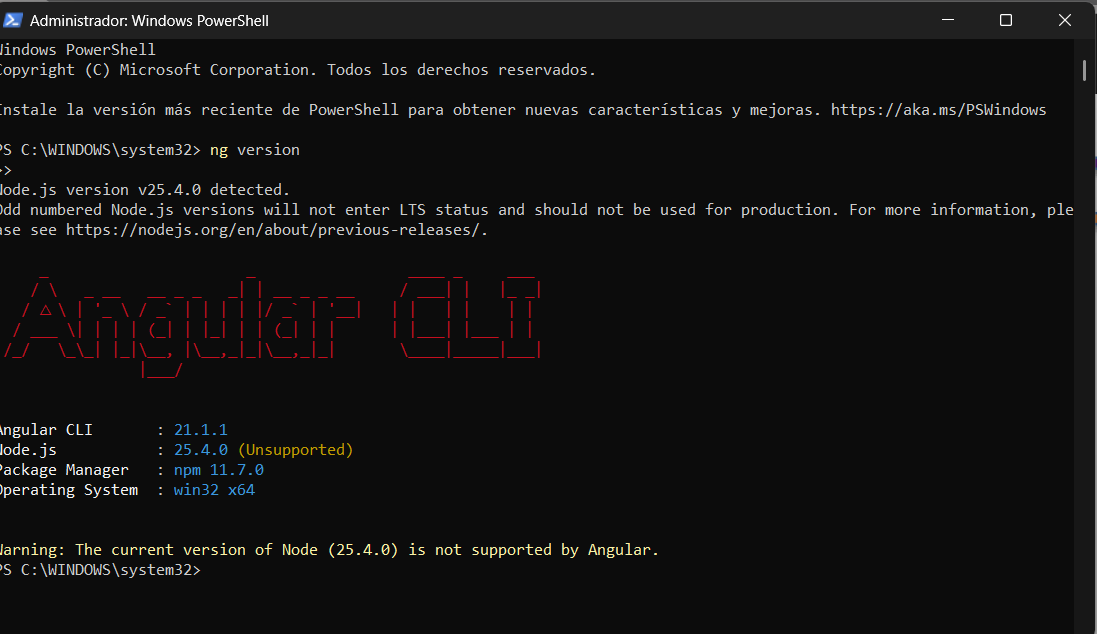 Administrador: Windows PowerShell
Windows PowerShell
Copyright (C) Microsoft Corporation. Todos los derechos reservados.
Instale la versión más reciente de PowerShell para obtener nuevas características y mejoras. https://aka.ms/PSWindows
PS C:\WINDOWS\system32> ng version
>>
Node.js version v25.4.0 detected.
Odd numbered Node.js versions will not enter LTS status and should not be used for production. For more information, ple
ase see https://nodejs.org/en/about/previous-releases/.
Angular CLI
Angular CLI       : 21.1.1
Node.js           : 25.4.0 (Unsupported)
Package Manager   : npm 11.7.0
Operating System  : win32 x64
Warning: The current version of Node (25.4.0) is not supported by Angular.
PS C:\WINDOWS\system32>